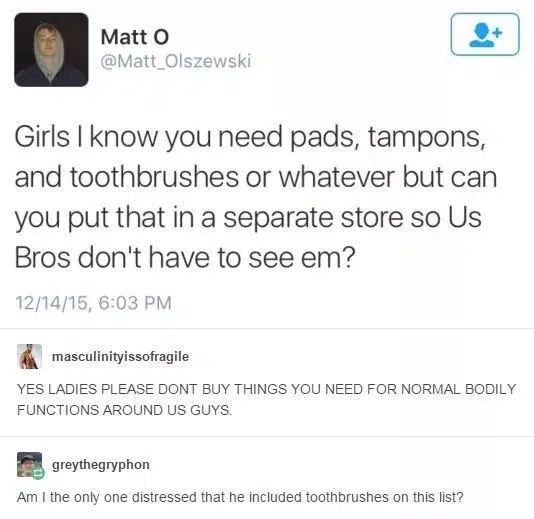 Matt O
@Matt_Olszewski
Girls I know you need pads, tampons,
and toothbrushes or whatever but can
you put that in a separate store so Us
Bros don't have to see em?
12/14/15, 6:03 PM
masculinityissofragile
YES LADIES PLEASE DONT BUY THINGS YOU NEED FOR NORMAL BODILY
FUNCTIONS AROUND US GUYS.
greythegryphon
Am I the only one distressed that he included toothbrushes on this list?